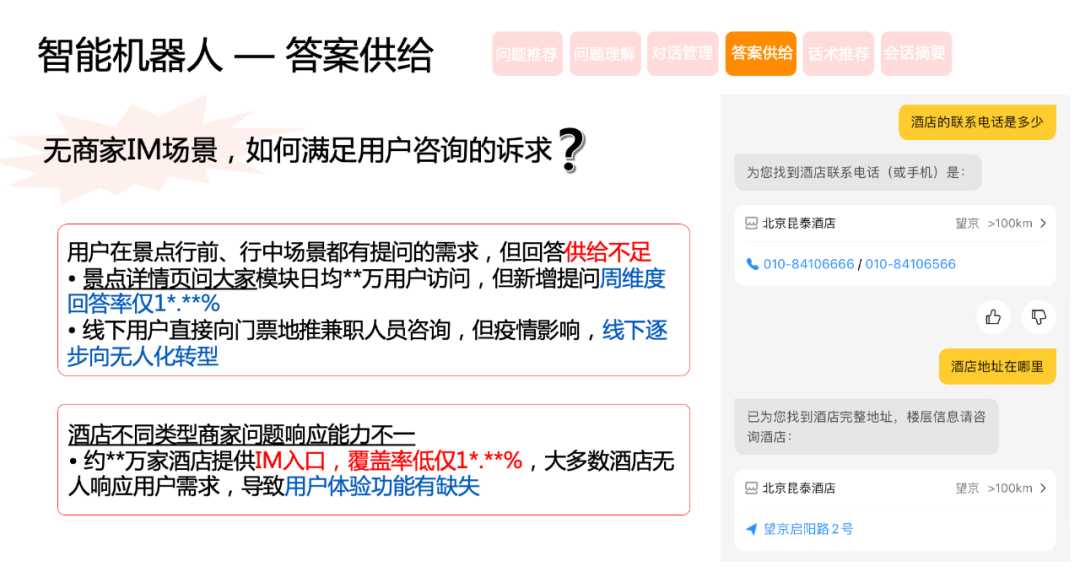 智能机器人 — 答案供给
问题推荐 问题理解 对话管理 答案供给 话术推荐 会话摘要
无商家IM场景，如何满足用户咨询的诉求?
用户在景点行前、行中场景都有提问的需求，但回答供给不足
• 景点详情页问大家模块日均**万用户访问，但新增提问周维度
回答率仅1*.**%
• 线下用户直接向门票地推兼职人员咨询，但疫情影响，线下逐
步向无人化转型
酒店不同类型商家问题响应能力不一
• 约**万家酒店提供IM入口，覆盖率低仅1*.**%，大多数酒店无
人响应用户需求，导致用户体验功能有缺失
酒店的联系电话是多少
为您找到酒店联系电话（或手机）是：
北京昆泰酒店 望京 >100km >
010-84106666 / 010-84106566
酒店地址在哪里
已为您找到酒店完整地址，楼层信息请咨
询酒店：
北京昆泰酒店 望京 >100km >
望京启阳路2号